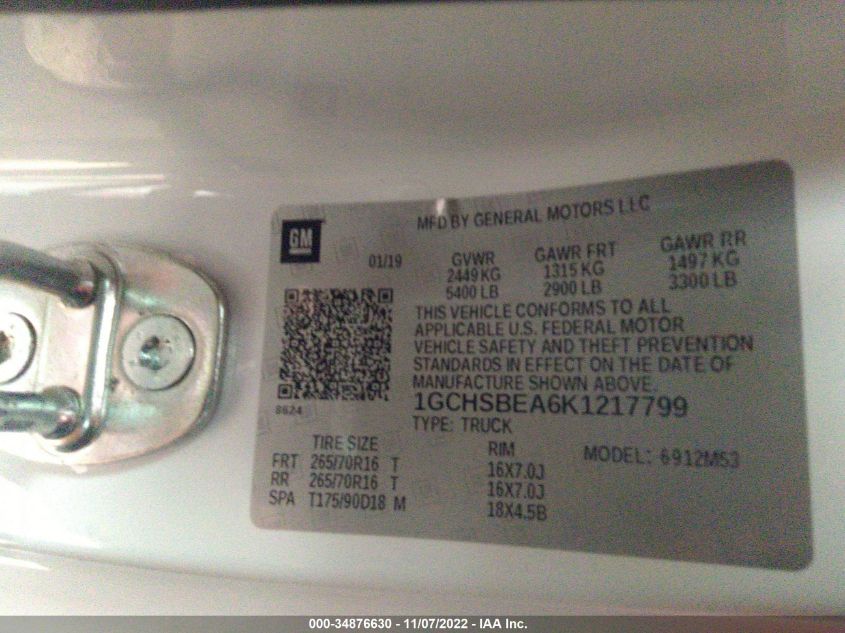 GM
MFD BY GENERAL MOTORS LLC
01/19
GVWR GAWR FRT GAWR RR
2449 KG 1315 KG 1497 KG
5400 LB 2900 LB 3300 LB
THIS VEHICLE CONFORMS TO ALL
APPLICABLE U.S. FEDERAL MOTOR
VEHICLE SAFETY AND THEFT PREVENTION
STANDARDS IN EFFECT ON THE DATE OF
MANUFACTURE SHOWN ABOVE.
8624
1GCHSBEA6K1217799
TYPE: TRUCK
TIRE SIZE RIM MODEL: 6912M53
FRT 265/70R16 T 16X7.0J
RR 265/70R16 T 16X7.0J
SPA T175/90D18 M 18X4.5B
000-34876630 - 11/07/2022 - IAA Inc.